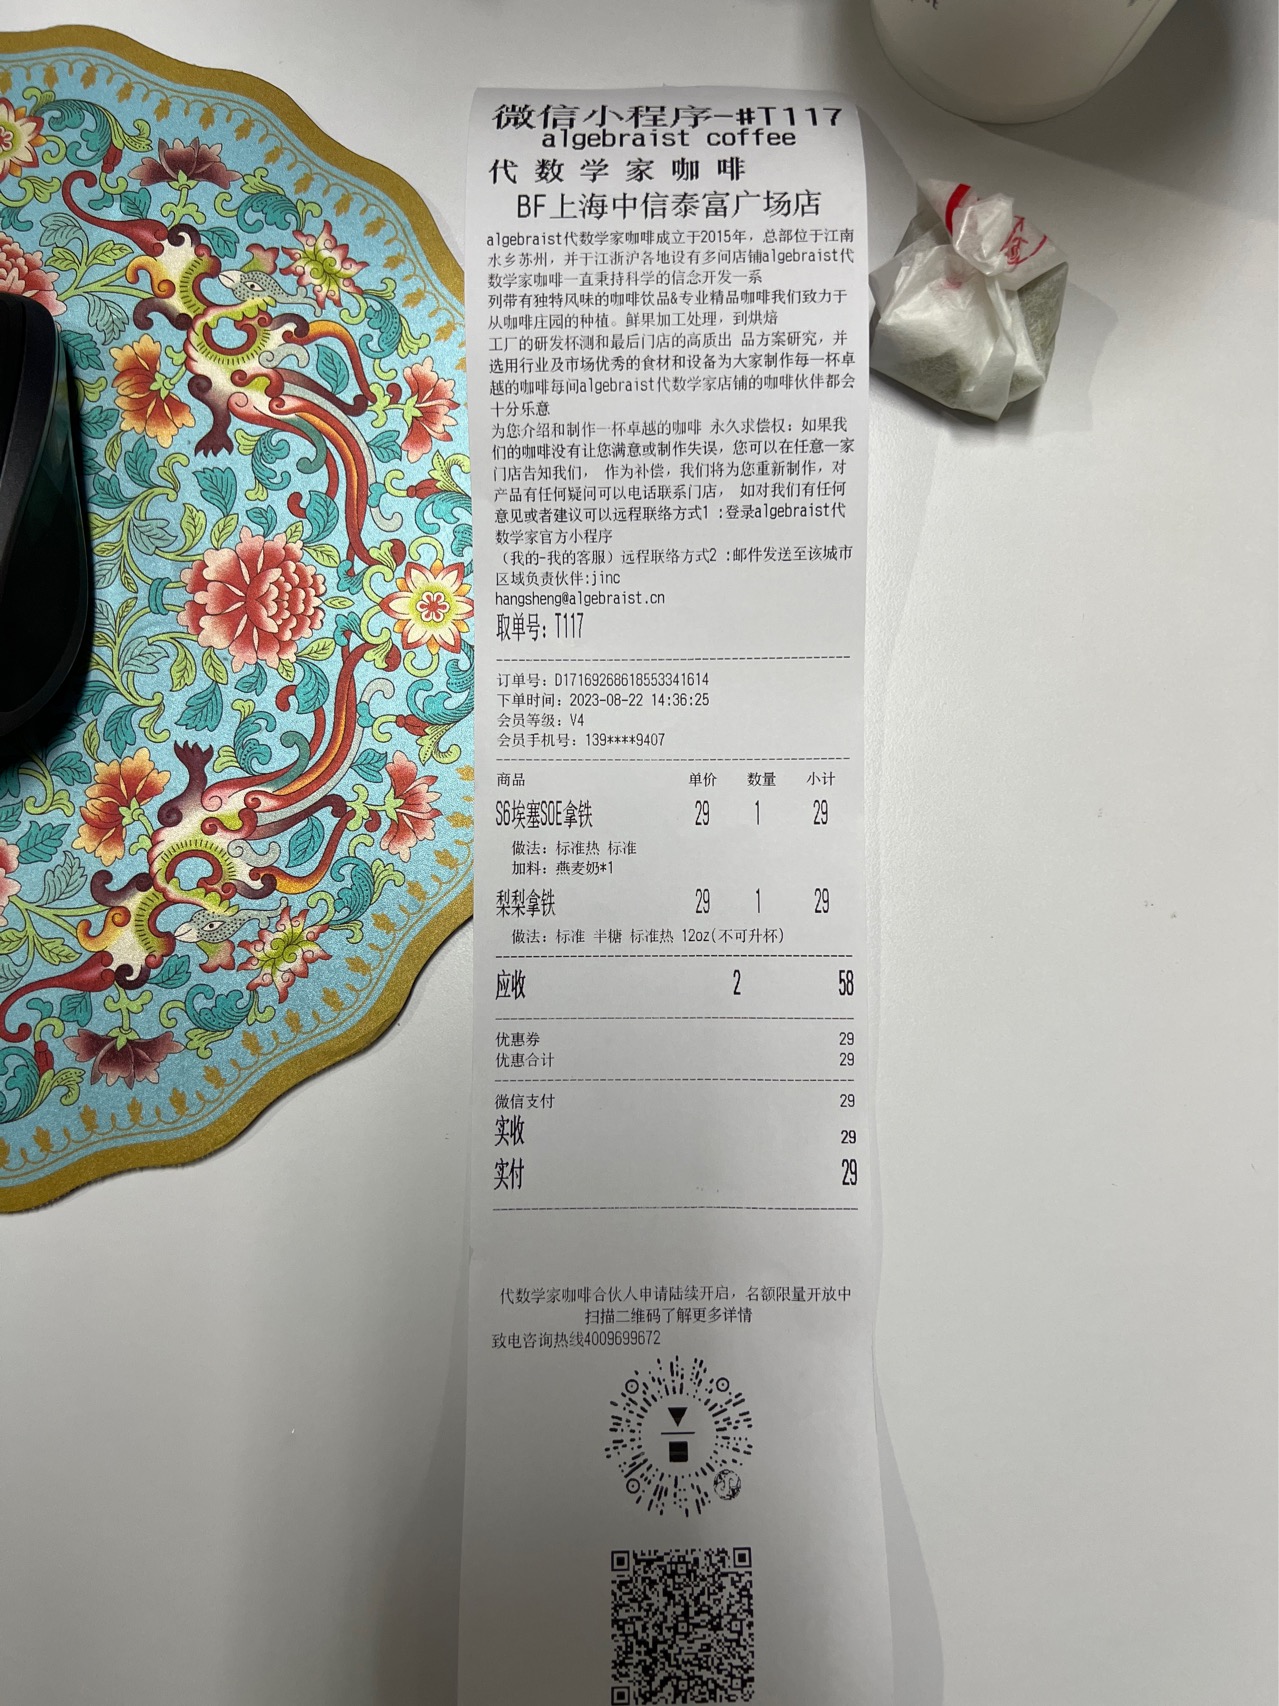 微信小程序-#T117
algebraist coffee
代数学家咖啡
BF上海中信泰富广场店
algebraist代数学家咖啡成立于2015年，总部位于江南
水乡苏州，并于江浙沪各地设有多间店铺algebraist代
数学家咖啡一直秉持科学的信念开发一系
列带有独特风味的咖啡饮品&专业精品咖啡我们致力于
从咖啡庄园的种植。鲜果加工处理，到烘焙
工厂的研发杯测和最后门店的高质出 品方案研究，并
选用行业及市场优秀的食材和设备为大家制作每一杯卓
越的咖啡每间algebraist代数学家店铺的咖啡伙伴都会
十分乐意
为您介绍和制作一杯卓越的咖啡 永久求偿权：如果我
们的咖啡没有让您满意或制作失误，您可以在任意一家
门店告知我们， 作为补偿，我们将为您重新制作，对
产品有任何疑问可以电话联系门店， 如对我们有任何
意见或者建议可以远程联络方式1 :登录algebraist代
数学家官方小程序
（我的-我的客服）远程联络方式2 :邮件发送至该城市
区域负责伙伴:jinc
hangsheng@algebraist.cn
取单号：T117
订单号：D17169268618553341614
下单时间：2023-08-22 14:36:25
会员等级：V4
会员手机号：139****9407
商品 单价 数量 小计
S6埃塞SOE拿铁 29 1 29
做法：标准热 标准
加料：燕麦奶*1
梨梨拿铁 29 1 29
做法：标准 半糖 标准热 12oz(不可升杯)
应收 2 58
优惠券 29
优惠合计 29
微信支付 29
实收 29
实付 29
代数学家咖啡合伙人申请陆续开启，名额限量开放中
扫描二维码了解更多详情
致电咨询热线4009699672